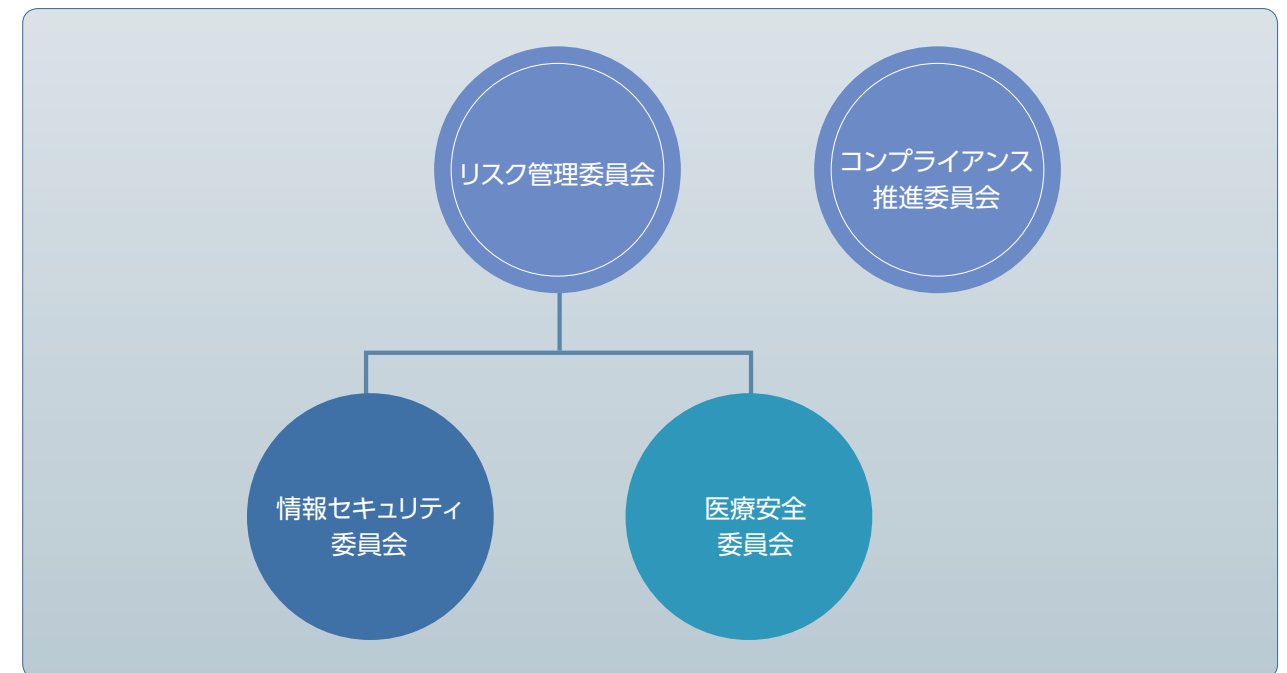 リスク管理委員会
コンプライアンス
推進委員会
情報セキュリティ
委員会
医療安全
委員会